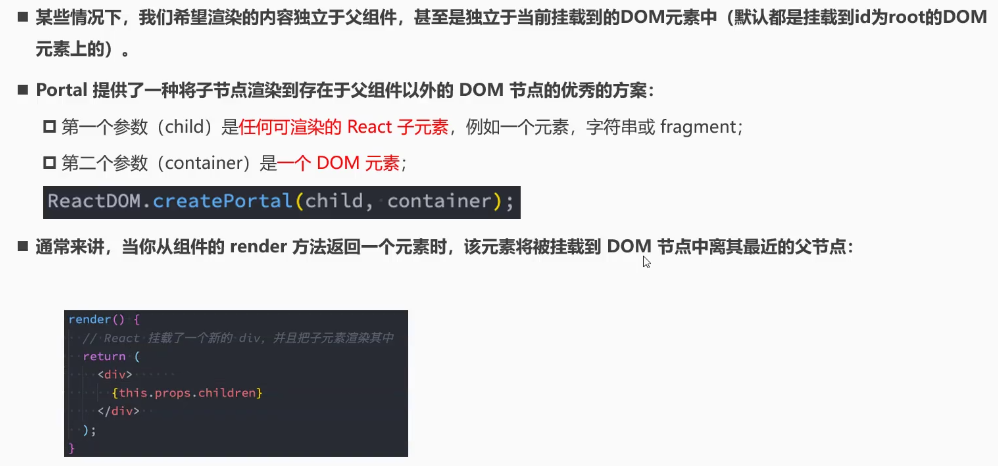 ■ 某些情况下，我们希望渲染的内容独立于父组件，甚至是独立于当前挂载到的DOM元素中（默认都是挂载到id为root的DOM
元素上的）。
■ Portal 提供了一种将子节点渲染到存在于父组件以外的 DOM 节点的优秀的方案：
第一个参数（child）是任何可渲染的 React 子元素，例如一个元素，字符串或 fragment；
第二个参数（container）是一个 DOM 元素；
ReactDOM.createPortal(child, container);
■ 通常来讲，当你从组件的 render 方法返回一个元素时，该元素将被挂载到 DOM 节点中离其最近的父节点：
render() {
// React 挂载了一个新的 div，并且把子元素渲染其中
return (
<div>
{this.props.children}
</div>
);
}